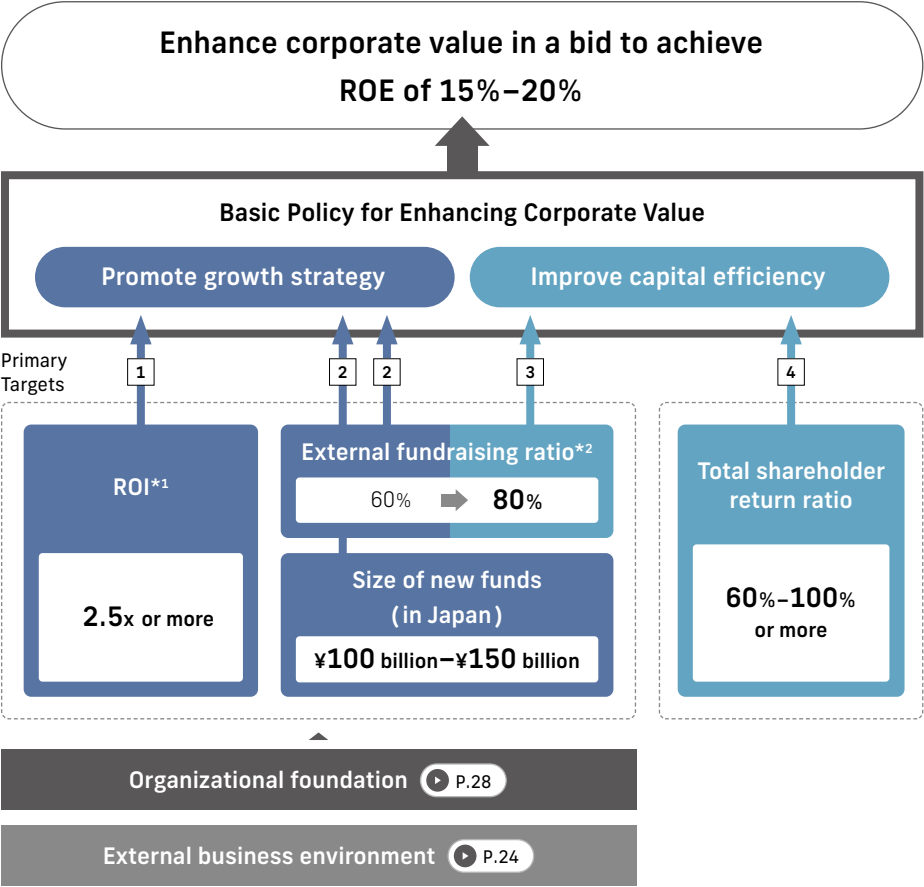 Enhance corporate value in a bid to achieve
ROE of 15%–20%
Basic Policy for Enhancing Corporate Value
Promote growth strategy
Improve capital efficiency
Primary
Targets
1
2
2
3
4
ROI*1
2.5x or more
External fundraising ratio*2
60%
80%
Size of new funds
(in Japan)
¥100 billion–¥150 billion
Total shareholder
return ratio
60%–100%
or more
Organizational foundation
P.28
External business environment
P.24